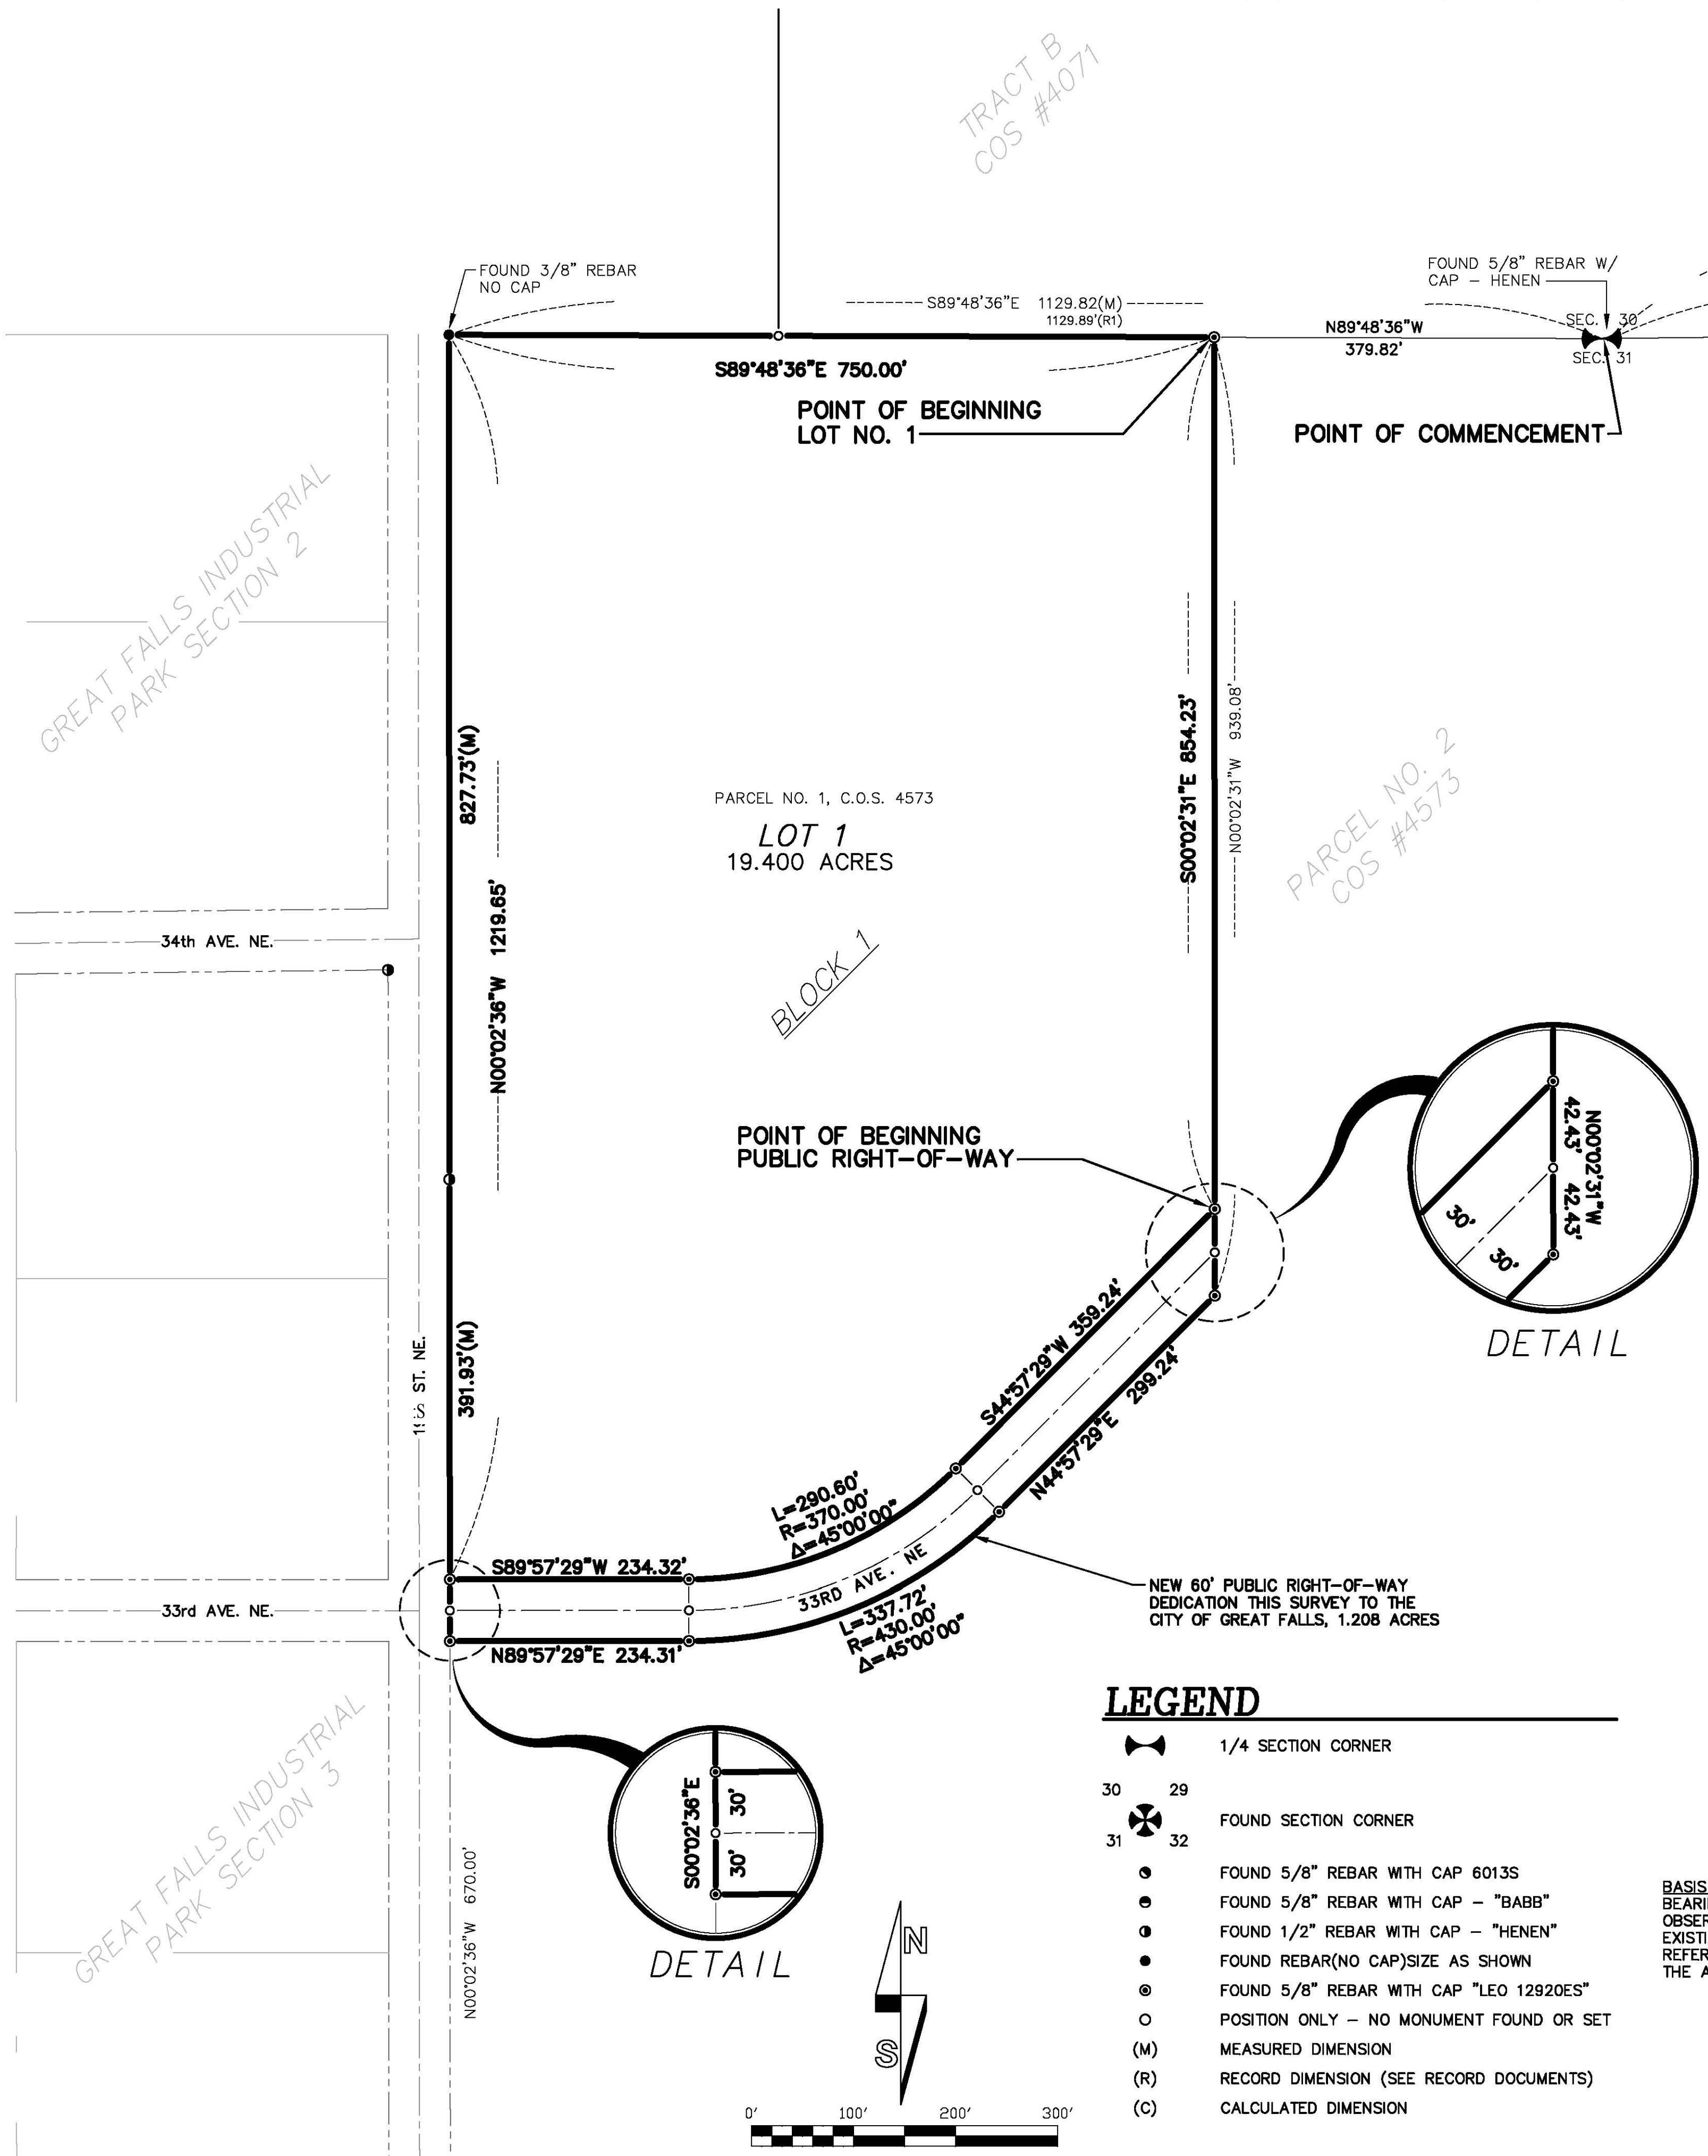 TRACT B
COS #4071
FOUND 3/8" REBAR
NO CAP
FOUND 5/8" REBAR W/
CAP – HENEN
S89°48'36"E 1129.82(M)
1129.89'(R1)
N89°48'36"W
379.82'
SEC. 30
SEC. 31
S89°48'36"E 750.00'
POINT OF BEGINNING
LOT NO. 1
POINT OF COMMENCEMENT
GREAT FALLS INDUSTRIAL
PARK SECTION 2
827.73'(M)
N00°02'36"W 1219.65'
S00°02'31"E 854.23'
N00°02'31"W 939.08'
PARCEL NO. 2
COS #4573
PARCEL NO. 1, C.O.S. 4573
LOT 1
19.400 ACRES
BLOCK 1
34th AVE. NE.
POINT OF BEGINNING
PUBLIC RIGHT–OF–WAY
N00°02'31"W
42.43' 42.43'
30'
30'
DETAIL
ST. NE.
391.93'(M)
S44°57'29"W 359.24'
N44°57'29"E 299.24'
L=290.60'
R=370.00'
Δ=45°00'00"
S89°57'29"W 234.32'
33RD AVE. NE
33rd AVE. NE.
L=337.72'
R=430.00'
Δ=45°00'00"
N89°57'29"E 234.31'
NEW 60' PUBLIC RIGHT–OF–WAY
DEDICATION THIS SURVEY TO THE
CITY OF GREAT FALLS, 1.208 ACRES
GREAT FALLS INDUSTRIAL
PARK SECTION 3
N00°02'36"W 670.00'
S00°02'36"E
30'
30'
DETAIL
N
S
0' 100' 200' 300'
LEGEND
1/4 SECTION CORNER
30 29
FOUND SECTION CORNER
31 32
FOUND 5/8" REBAR WITH CAP 6013S
FOUND 5/8" REBAR WITH CAP – "BABB"
FOUND 1/2" REBAR WITH CAP – "HENEN"
FOUND REBAR(NO CAP)SIZE AS SHOWN
FOUND 5/8" REBAR WITH CAP "LEO 12920ES"
POSITION ONLY – NO MONUMENT FOUND OR SET
(M) MEASURED DIMENSION
(R) RECORD DIMENSION (SEE RECORD DOCUMENTS)
(C) CALCULATED DIMENSION
BASIS
BEARI
OBSER
EXISTI
REFER
THE A